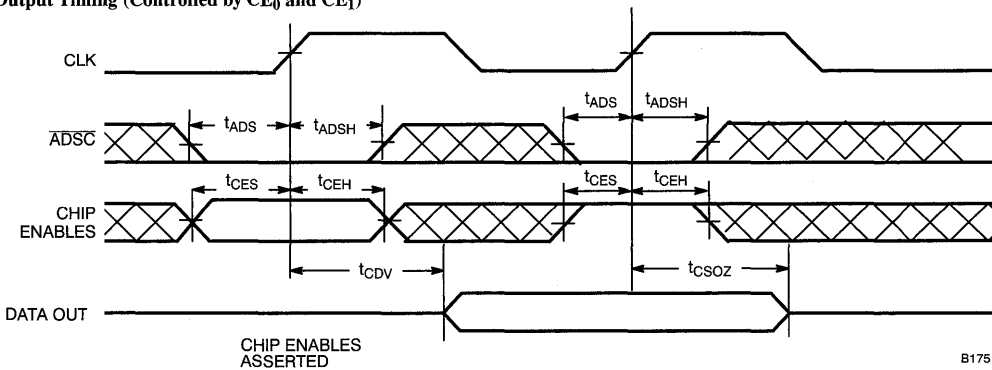 Output Timing (Controlled by CE0 and CE1)
CLK
tADS
tADSH
tADS
tADSH
ADSC
tCES
tCEH
tCES
tCEH
CHIP
ENABLES
tCDV
tCSOZ
DATA OUT
CHIP ENABLES
ASSERTED
B175